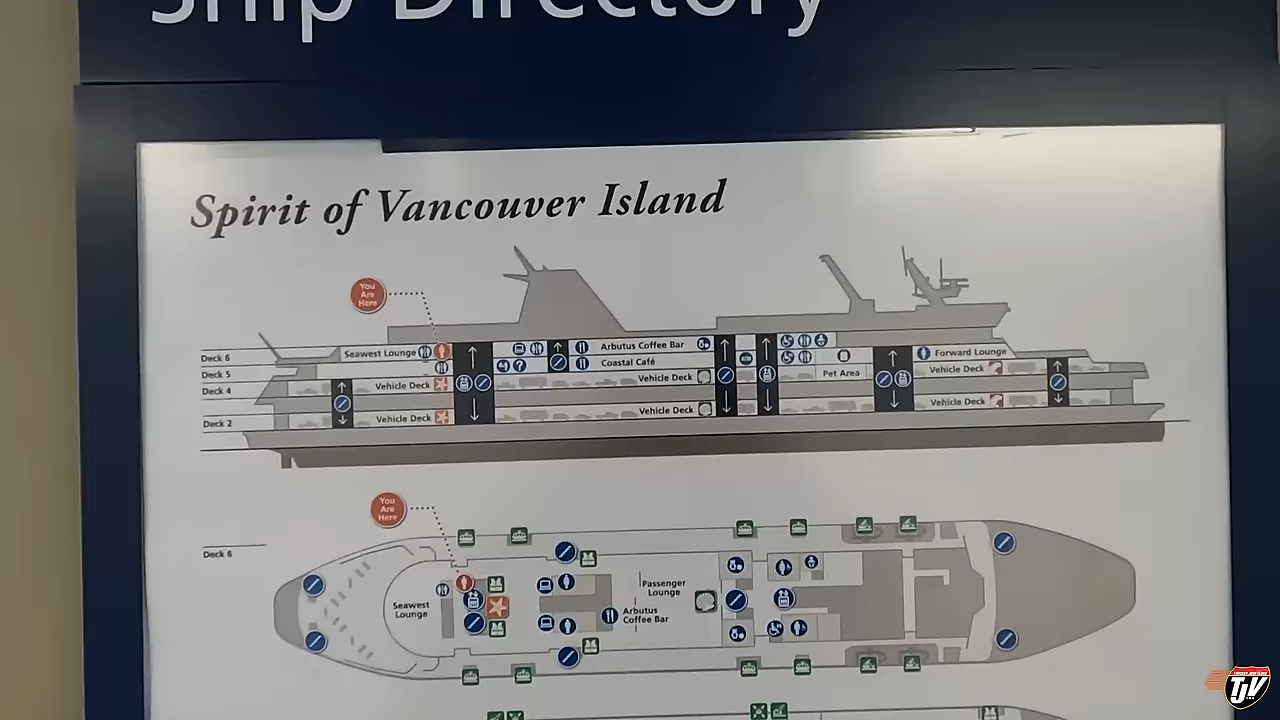 Ship Directory
Spirit of Vancouver Island
You
Are
Here
Deck 6
Seawest Lounge
Arbutus Coffee Bar
Forward Lounge
Deck 5
Coastal Café
Deck 4
Vehicle Deck
Vehicle Deck
Pet Area
Vehicle Deck
Deck 2
Vehicle Deck
Vehicle Deck
Vehicle Deck
You
Are
Here
Deck 6
Seawest
Lounge
Passenger
Lounge
Arbutus
Coffee Bar
TJV